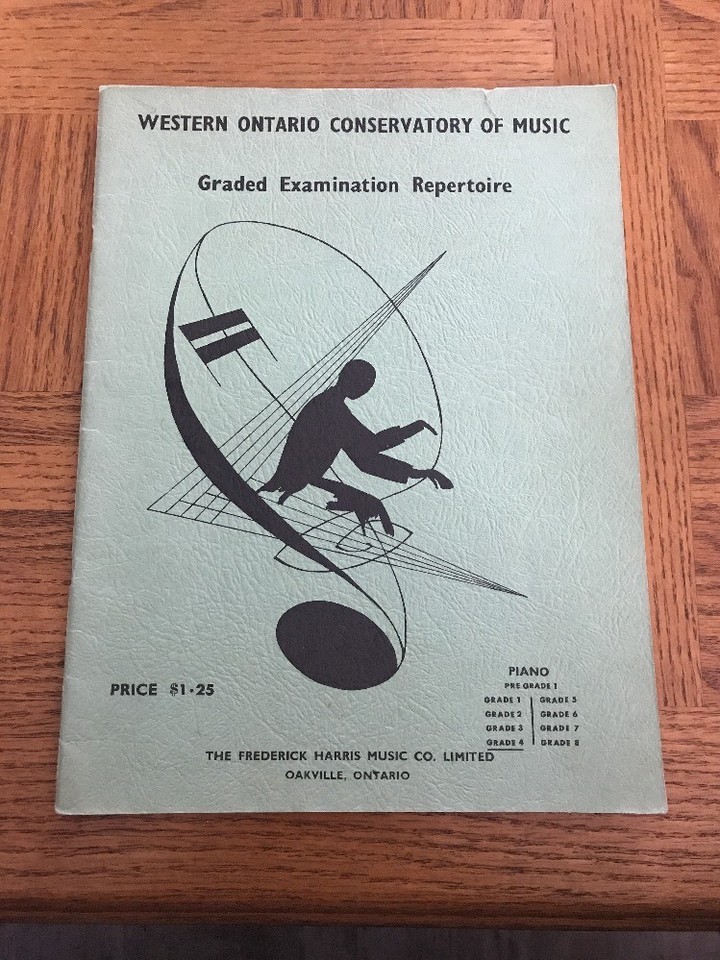 WESTERN ONTARIO CONSERVATORY OF MUSIC
Graded Examination Repertoire
PRICE $1·25
PIANO
PRE GRADE 1
GRADE 1 GRADE 5
GRADE 2 GRADE 6
GRADE 3 GRADE 7
GRADE 4 GRADE 8
THE FREDERICK HARRIS MUSIC CO. LIMITED
OAKVILLE, ONTARIO